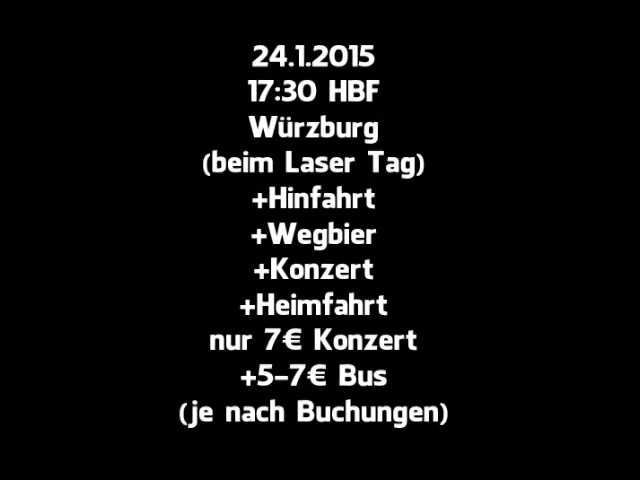 24.1.2015
17:30 HBF
Würzburg
(beim Laser Tag)
+Hinfahrt
+Wegbier
+Konzert
+Heimfahrt
nur 7€ Konzert
+5-7€ Bus
(je nach Buchungen)